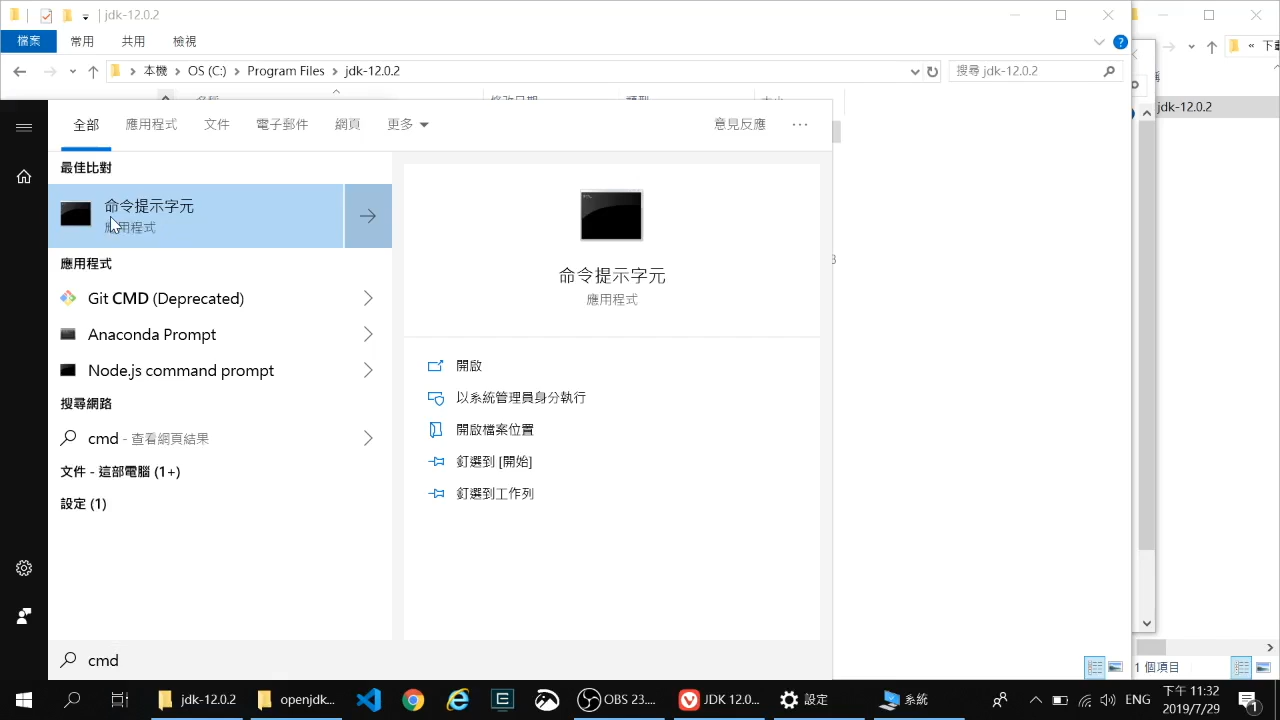 jdk-12.0.2
檔案 常用 共用 檢視
本機 OS (C:) Program Files jdk-12.0.2
搜尋 jdk-12.0.2
« 下
jdk-12.0.2
全部 應用程式 文件 電子郵件 網頁 更多 意見反應
最佳比對
命令提示字元
應用程式
應用程式
Git CMD (Deprecated)
Anaconda Prompt
Node.js command prompt
搜尋網路
cmd - 查看網頁結果
文件 - 這部電腦 (1+)
設定 (1)
命令提示字元
應用程式
開啟
以系統管理員身分執行
開啟檔案位置
釘選到 [開始]
釘選到工作列
1 個項目
cmd
jdk-12.0.2 openjdk... OBS 23.... JDK 12.0... 設定 系統 ENG 下午 11:32
2019/7/29
1